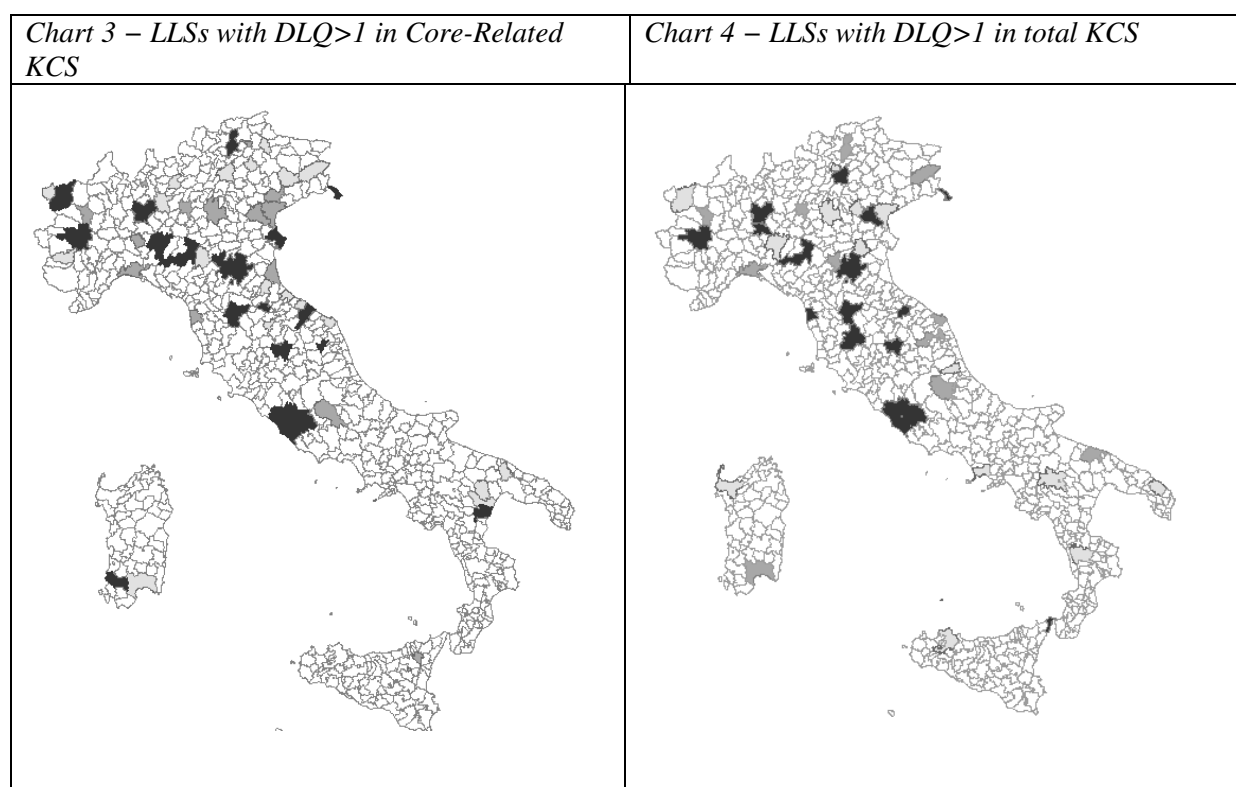 Chart 3 – LLSs with DLQ>1 in Core-Related
KCS
Chart 4 – LLSs with DLQ>1 in total KCS